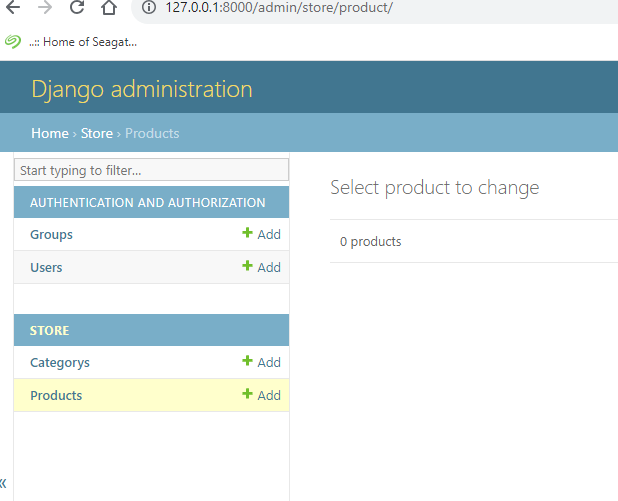 127.0.0.1:8000/admin/store/product/
..:: Home of Seagat...
Django administration
Home › Store › Products
Start typing to filter...
AUTHENTICATION AND AUTHORIZATION
Groups + Add
Users + Add
STORE
Categorys + Add
Products + Add
«
Select product to change
0 products